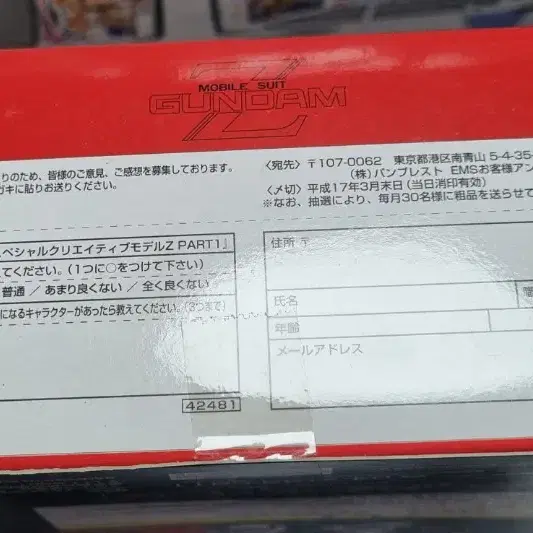 MOBILE SUIT
Z
GUNDAM
りのため、皆様のご意見、ご感想を募集しております。
ガキに貼りお送りください。
〈宛先〉〒107-0062 東京都港区南青山5-4-35
(株)バンプレスト EMSお客様アン
〈〆切〉平成17年3月末日(当日消印有効)
※なお、抽選により、毎月30名様に粗品を送らせて
ペシャルクリエイティブモデルZ PART1」
てください。(1つに○をつけて下さい)
普通 / あまり良くない / 全く良くない
になるキャラクターがあったら教えてください。(3つまで)
42481
住所 〒
氏名
年齢
メールアドレス